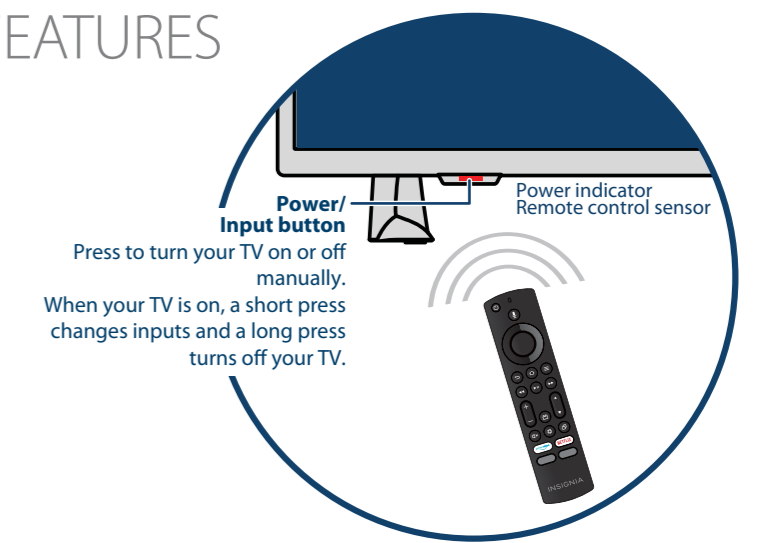 EATURES
Power/
Input button
Press to turn your TV on or off
manually.
When your TV is on, a short press
changes inputs and a long press
turns off your TV.
Power indicator
Remote control sensor
NETFLIX
INSIGNIA